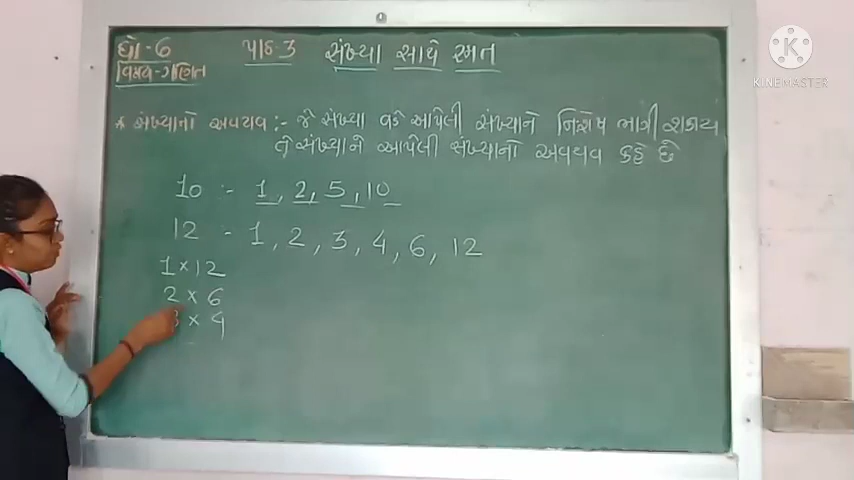 ધો-6 પાઠ-3 સંખ્યા સાથે રમત
વિષય-ગણિત
* સંખ્યાનો અવયવ :- જે સંખ્યા વડે આપેલી સંખ્યાને નિઃશેષ ભાગી શકાય
તે સંખ્યાને આપેલી સંખ્યાનો અવયવ કહે છે
10 :- 1, 2, 5, 10
12 - 1, 2, 3, 4, 6, 12
1 × 12
2 × 6
3 × 4
K
KINEMASTER